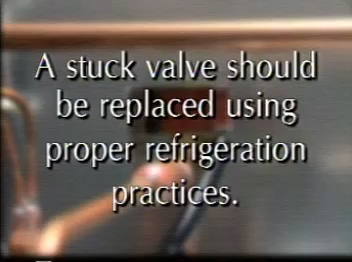 A stuck valve should
be replaced using
proper refrigeration
practices.